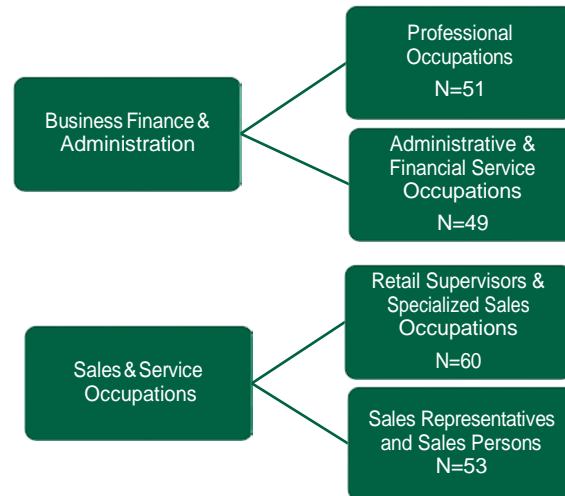 Professional
Occupations
N=51
Business Finance &
Administration
Administrative &
Financial Service
Occupations
N=49
Retail Supervisors &
Specialized Sales
Occupations
N=60
Sales & Service
Occupations
Sales Representatives
and Sales Persons
N=53